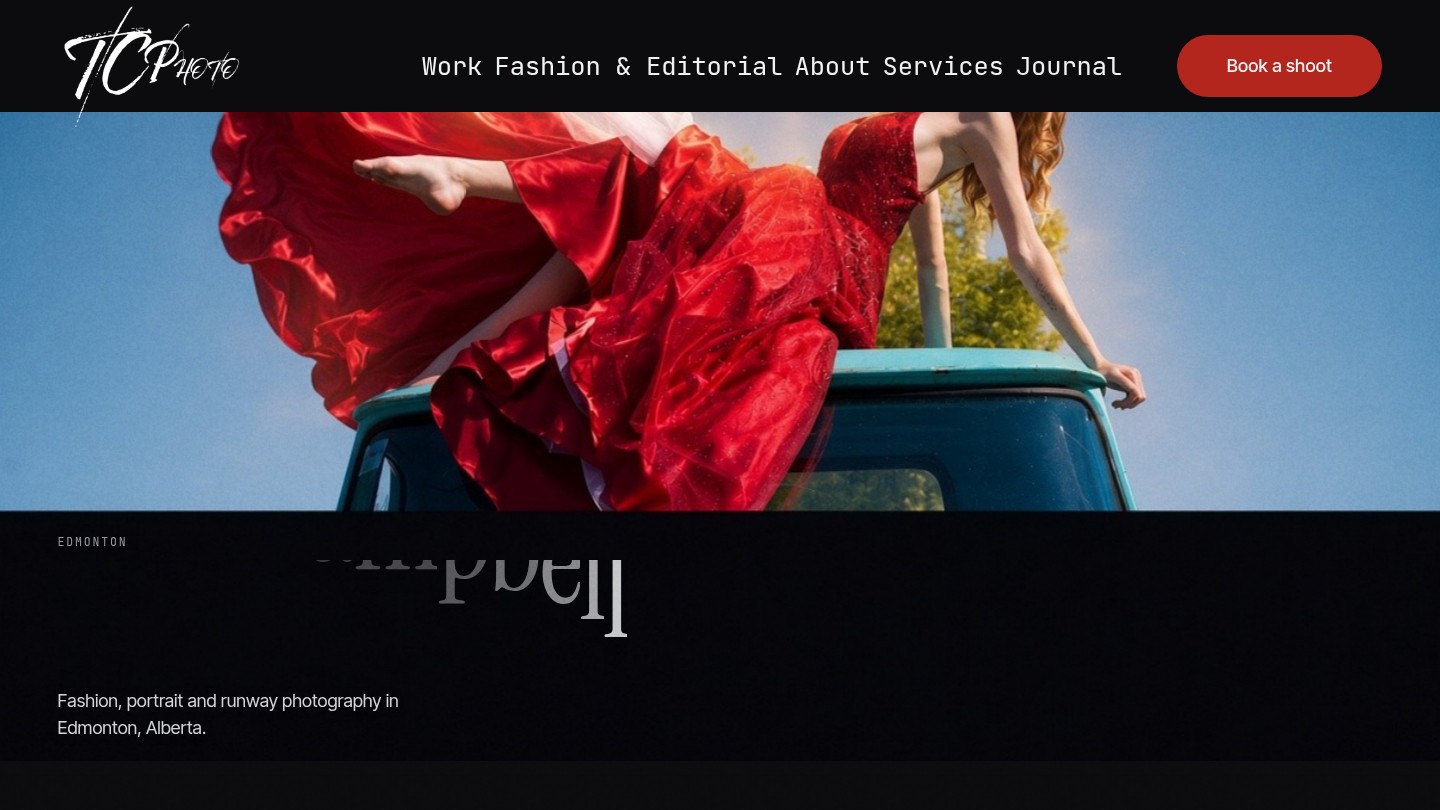 TCPHOTO
Work Fashion & Editorial About Services Journal
Book a shoot
EDMONTON
Fashion, portrait and runway photography in
Edmonton, Alberta.